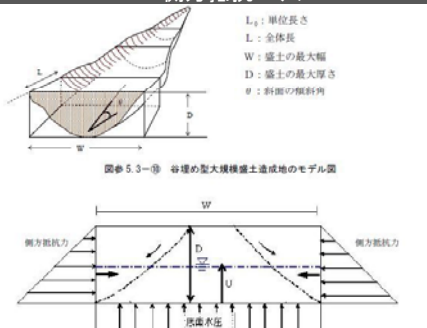 L₁：単位長さ
L：全体長
W：盛土の最大幅
D：盛土の最大厚さ
θ：斜面の傾斜角
L
θ
D
W
図参 5.3－⑩ 谷埋め型大規模盛土造成地のモデル図
W
側方抵抗力
D
側方抵抗力
U
底面水圧